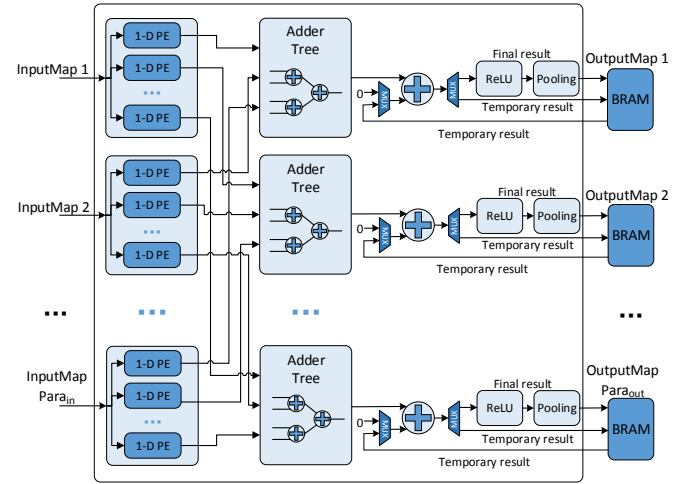 InputMap 1
1-D PE
1-D PE
...
1-D PE
Adder
Tree
0
MUX
MUX
Final result
ReLU
Pooling
Temporary result
Temporary result
OutputMap 1
BRAM
InputMap 2
1-D PE
1-D PE
...
1-D PE
Adder
Tree
0
MUX
MUX
Final result
ReLU
Pooling
Temporary result
Temporary result
OutputMap 2
BRAM
... ... ... ...
InputMap
Para_in
1-D PE
1-D PE
...
1-D PE
Adder
Tree
0
MUX
MUX
Final result
ReLU
Pooling
Temporary result
Temporary result
OutputMap
Para_out
BRAM